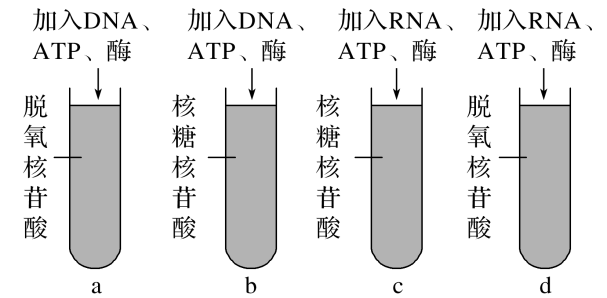 加入DNA、
ATP、酶
脱氧核苷酸
a
加入DNA、
ATP、酶
核糖核苷酸
b
加入RNA、
ATP、酶
核糖核苷酸
c
加入RNA、
ATP、酶
脱氧核苷酸
d